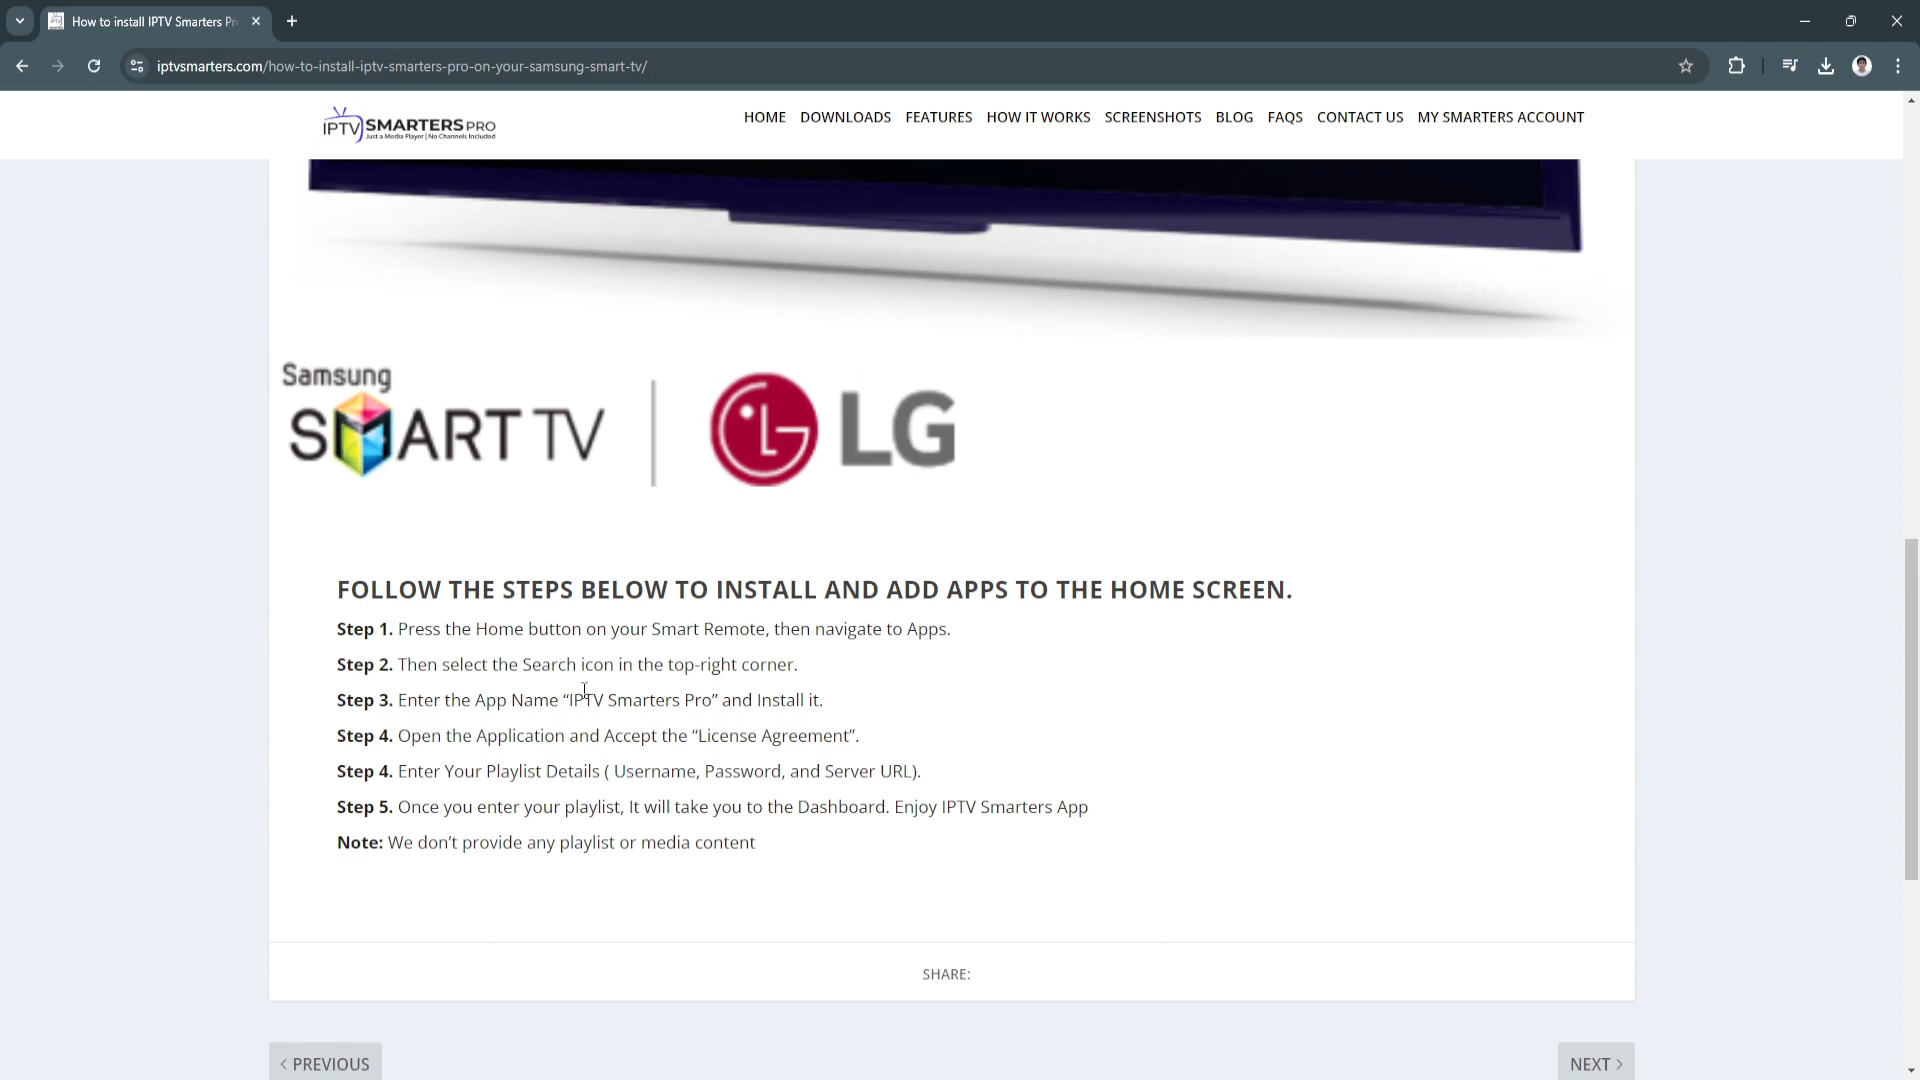 How to install IPTV Smarters Pr
iptvsmarters.com/how-to-install-iptv-smarters-pro-on-your-samsung-smart-tv/
IPTV SMARTERS PRO
Just a Media Player | No Channels Included
HOME DOWNLOADS FEATURES HOW IT WORKS SCREENSHOTS BLOG FAQS CONTACT US MY SMARTERS ACCOUNT
Samsung
SMART TV
LG
FOLLOW THE STEPS BELOW TO INSTALL AND ADD APPS TO THE HOME SCREEN.
Step 1. Press the Home button on your Smart Remote, then navigate to Apps.
Step 2. Then select the Search icon in the top-right corner.
Step 3. Enter the App Name “IPTV Smarters Pro” and Install it.
Step 4. Open the Application and Accept the “License Agreement”.
Step 4. Enter Your Playlist Details ( Username, Password, and Server URL).
Step 5. Once you enter your playlist, It will take you to the Dashboard. Enjoy IPTV Smarters App
Note: We don’t provide any playlist or media content
SHARE:
< PREVIOUS
NEXT >